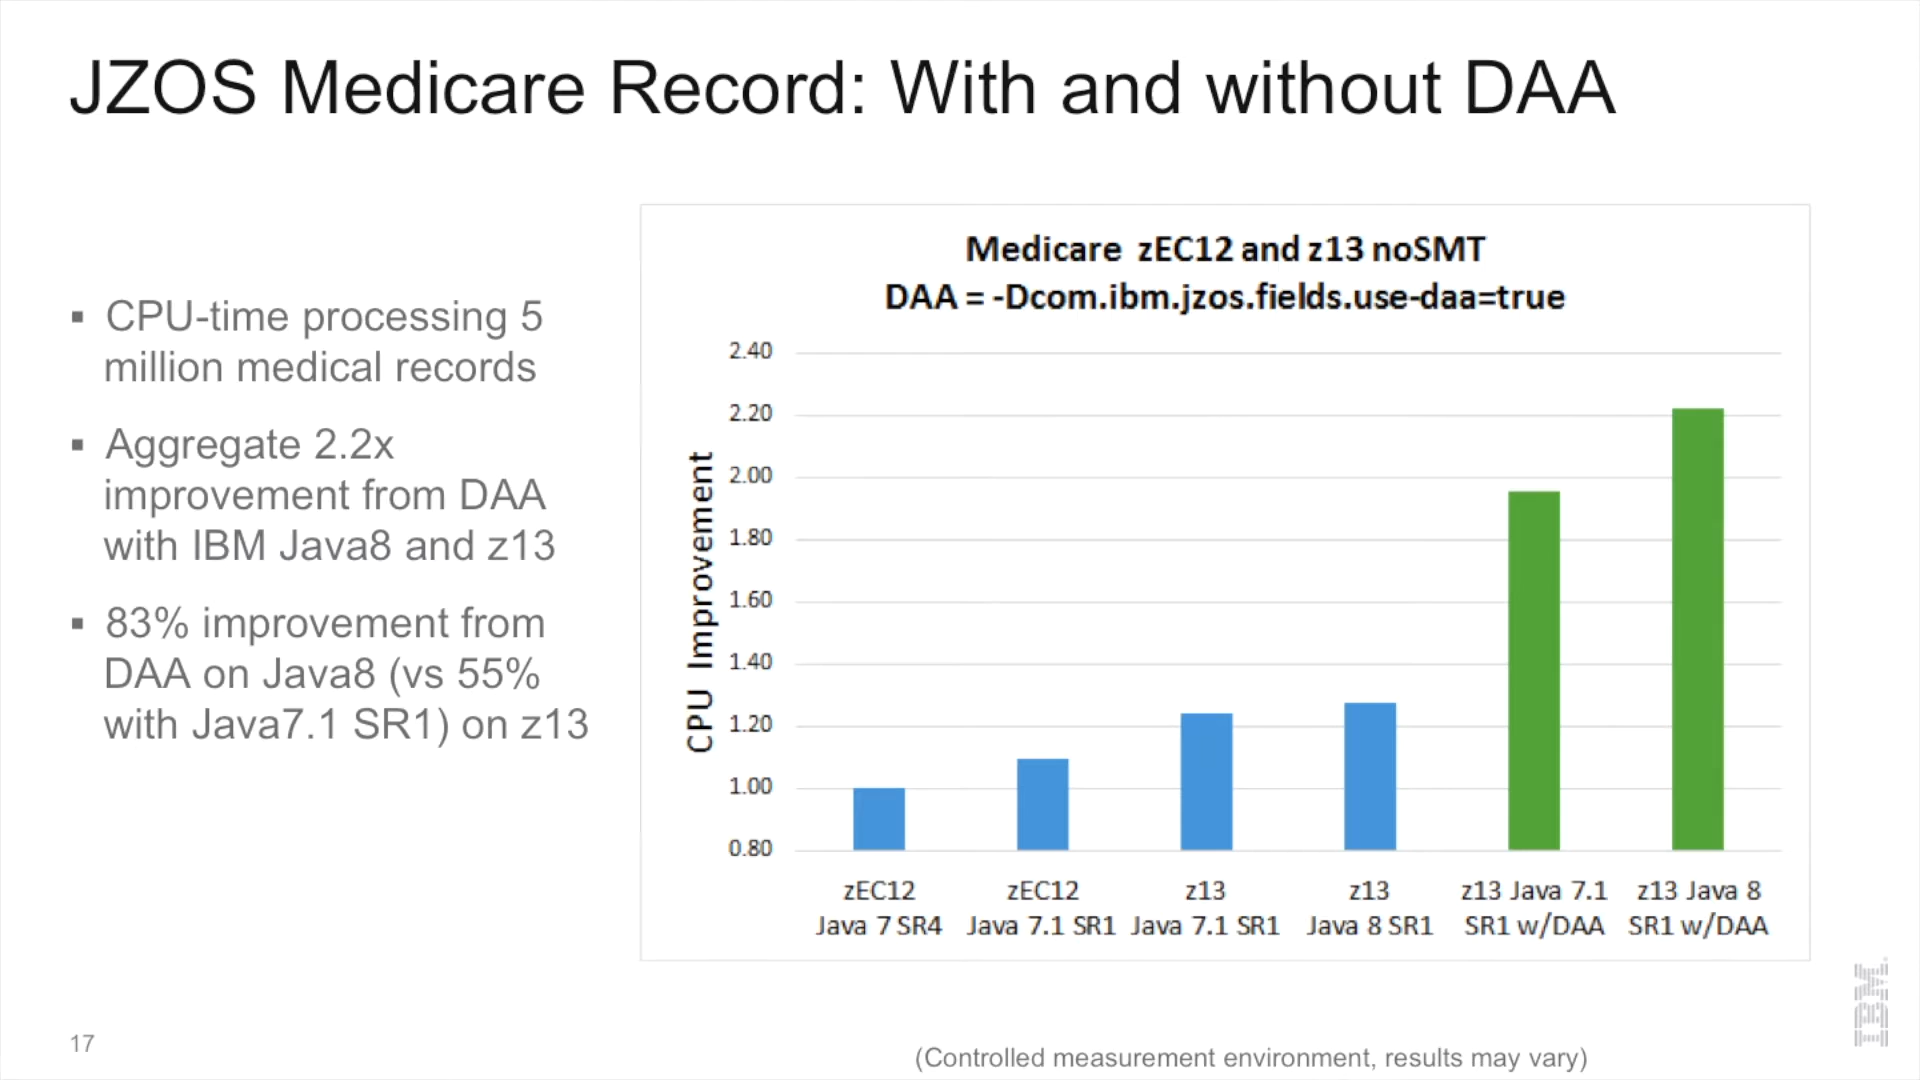 JZOS Medicare Record: With and without DAA
▪ CPU-time processing 5
million medical records
▪ Aggregate 2.2x
improvement from DAA
with IBM Java8 and z13
▪ 83% improvement from
DAA on Java8 (vs 55%
with Java7.1 SR1) on z13
Medicare zEC12 and z13 noSMT
DAA = -Dcom.ibm.jzos.fields.use-daa=true
CPU Improvement
2.40
2.20
2.00
1.80
1.60
1.40
1.20
1.00
0.80
zEC12
Java 7 SR4
zEC12
Java 7.1 SR1
z13
Java 7.1 SR1
z13
Java 8 SR1
z13 Java 7.1
SR1 w/DAA
z13 Java 8
SR1 w/DAA
17
(Controlled measurement environment, results may vary)
IBM